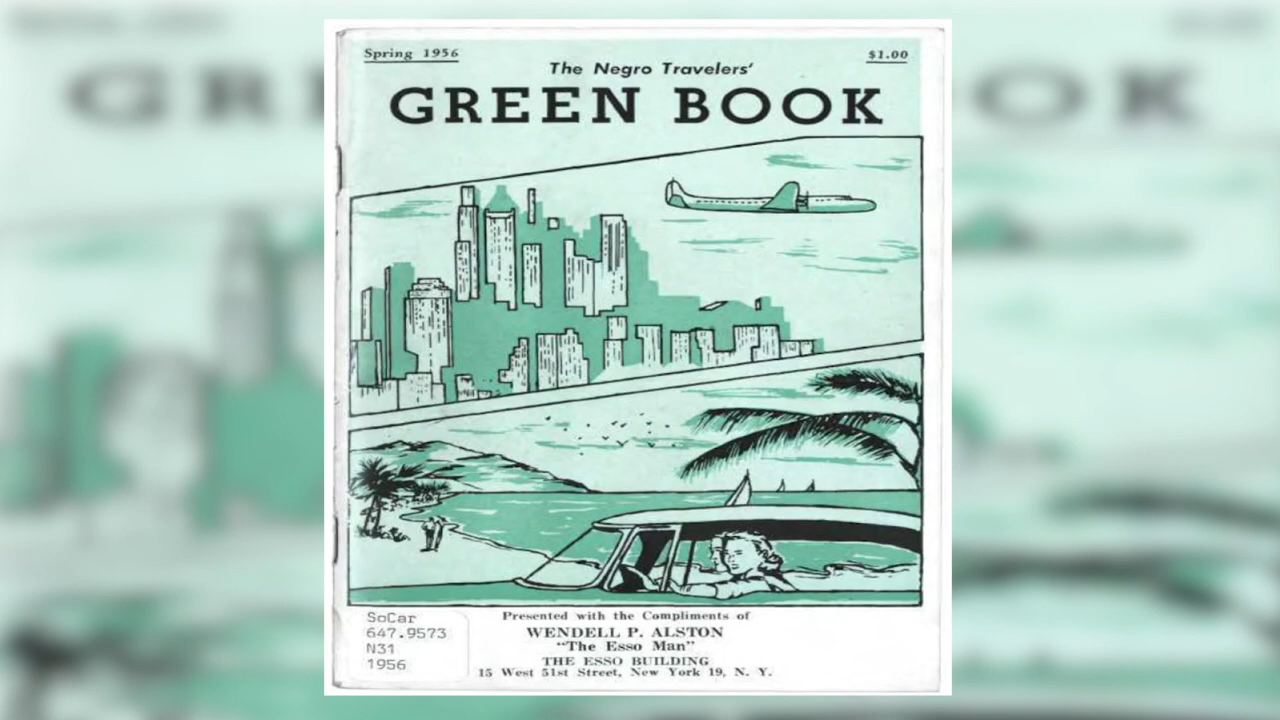 Spring 1956
$1.00
The Negro Travelers'
GREEN BOOK
SoCar
647.9573
N31
1956
Presented with the Compliments of
WENDELL P. ALSTON
"The Esso Man"
THE ESSO BUILDING
15 West 51st Street, New York 19, N. Y.